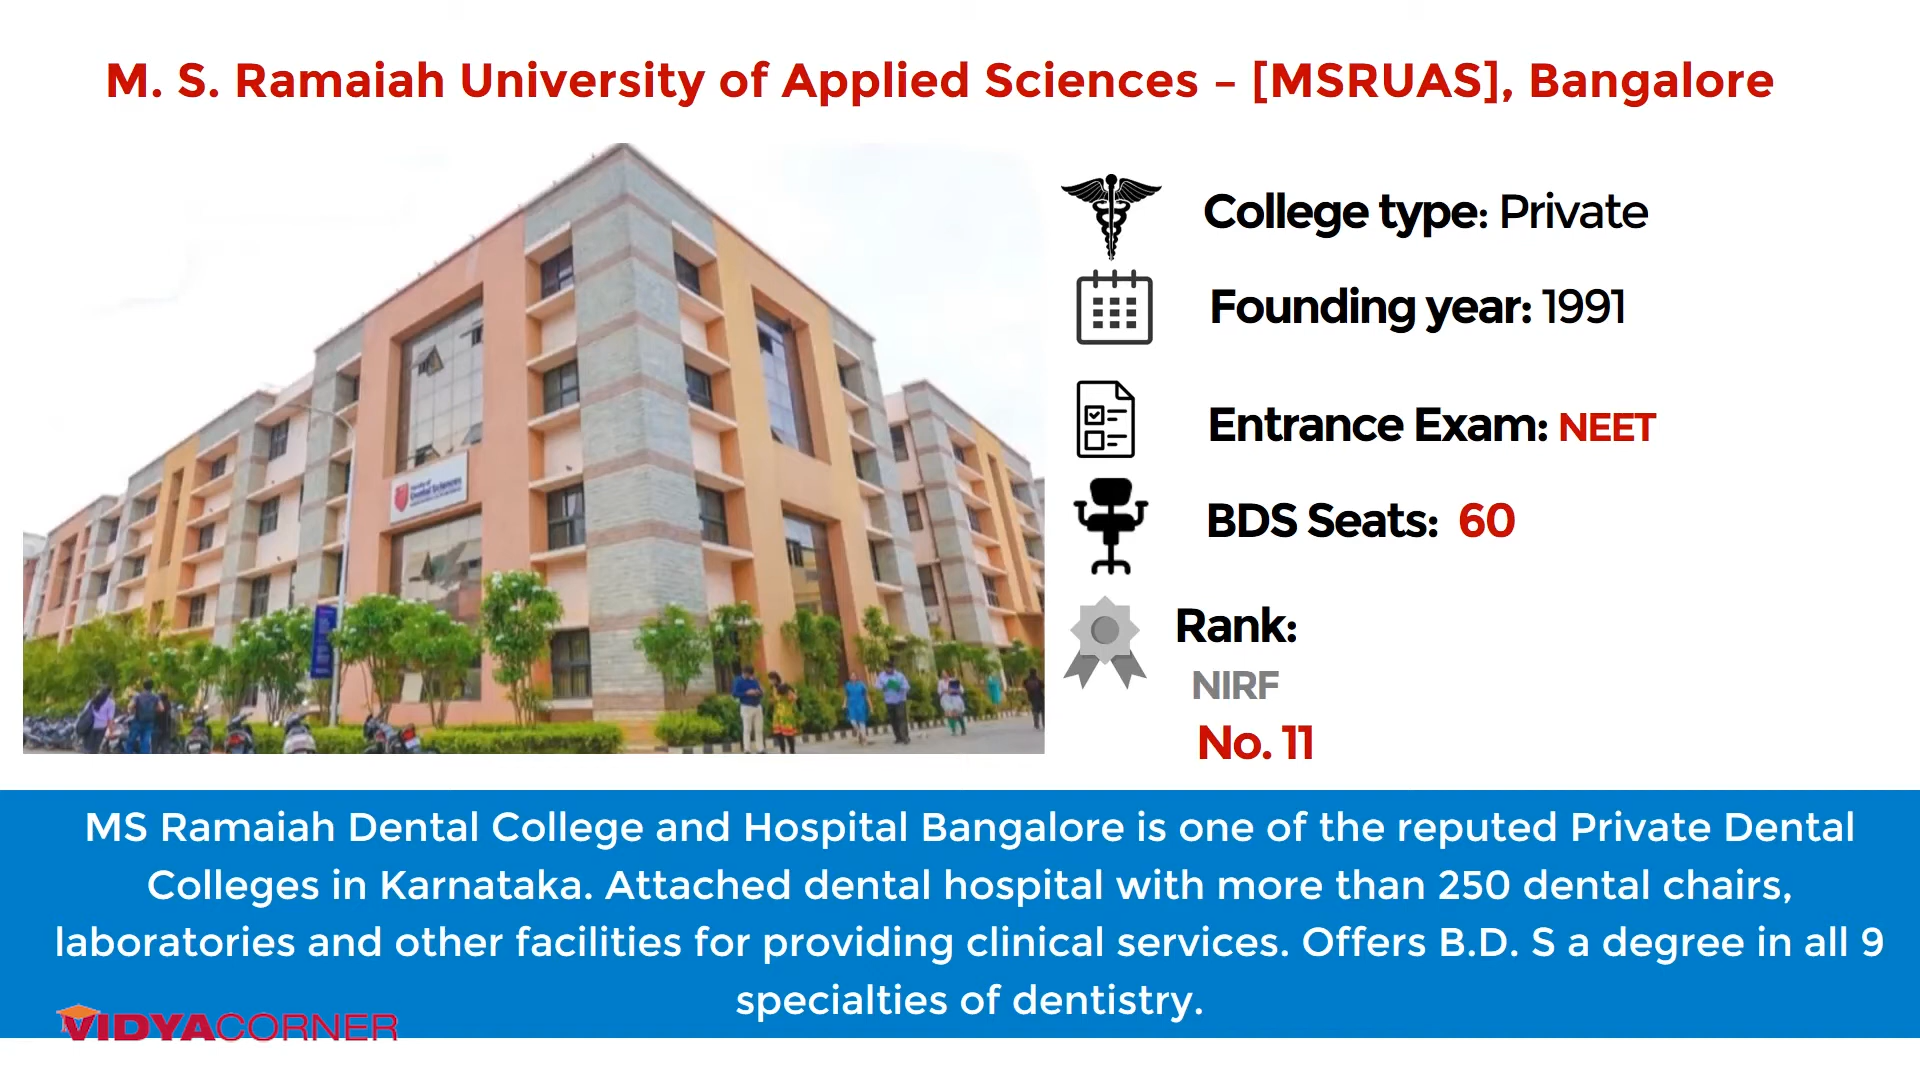 M. S. Ramaiah University of Applied Sciences – [MSRUAS], Bangalore
College type: Private
Founding year: 1991
Entrance Exam: NEET
BDS Seats: 60
Rank:
NIRF
No. 11
Dental Sciences
MS Ramaiah Dental College and Hospital Bangalore is one of the reputed Private Dental
Colleges in Karnataka. Attached dental hospital with more than 250 dental chairs,
laboratories and other facilities for providing clinical services. Offers B.D. S a degree in all 9
specialties of dentistry.
VIDYACORNER